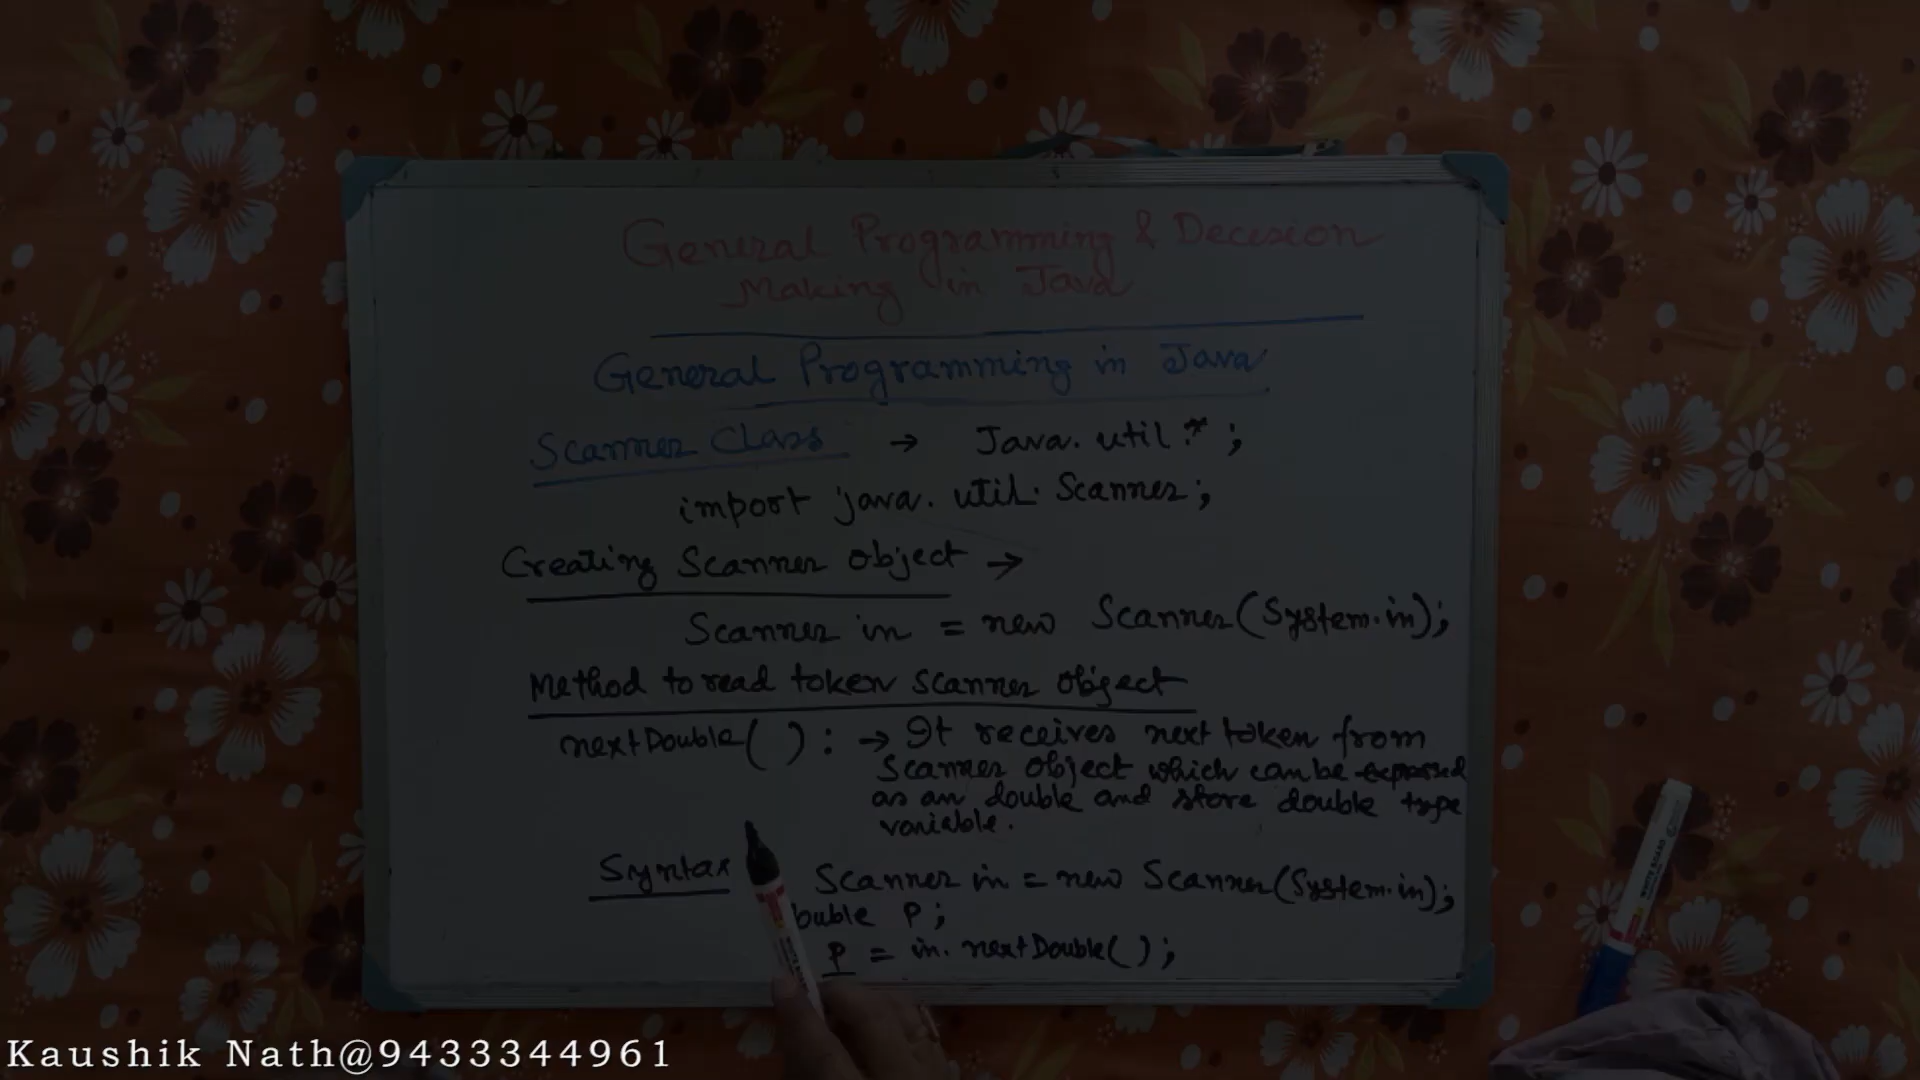 General Programming & Decision
Making in Java
General Programming in Java
Scanner Class → Java.util.*;
import java.util.Scanner;
Creating Scanner object →
Scanner in = new Scanner(System.in);
Method to read token scanner object
nextDouble( ): → It receives next token from
Scanner object which can be expressed
as an double and store double type
variable.
Syntax Scanner in = new Scanner(System.in);
ouble P;
P = in.nextDouble( );
Kaushik Nath@9433344961